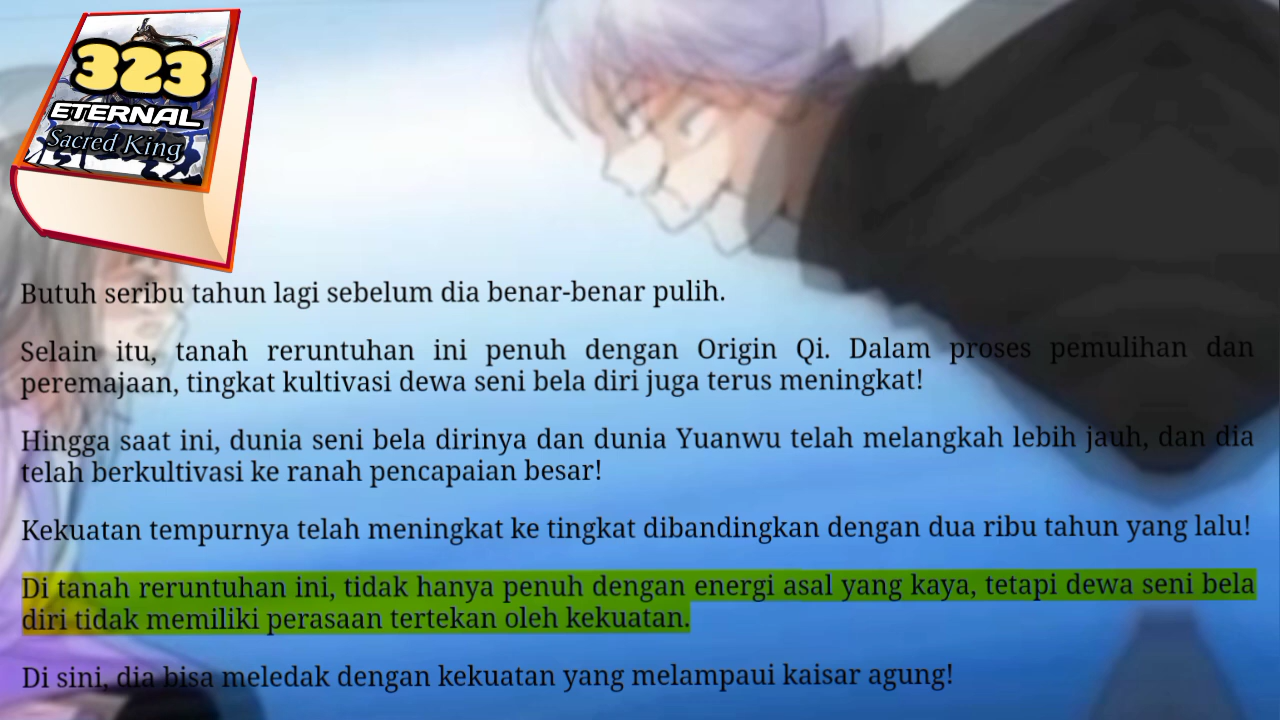 323
ETERNAL
Sacred King
Butuh seribu tahun lagi sebelum dia benar-benar pulih.
Selain itu, tanah reruntuhan ini penuh dengan Origin Qi. Dalam proses pemulihan dan
peremajaan, tingkat kultivasi dewa seni bela diri juga terus meningkat!
Hingga saat ini, dunia seni bela dirinya dan dunia Yuanwu telah melangkah lebih jauh, dan dia
telah berkultivasi ke ranah pencapaian besar!
Kekuatan tempurnya telah meningkat ke tingkat dibandingkan dengan dua ribu tahun yang lalu!
Di tanah reruntuhan ini, tidak hanya penuh dengan energi asal yang kaya, tetapi dewa seni bela
diri tidak memiliki perasaan tertekan oleh kekuatan.
Di sini, dia bisa meledak dengan kekuatan yang melampaui kaisar agung!